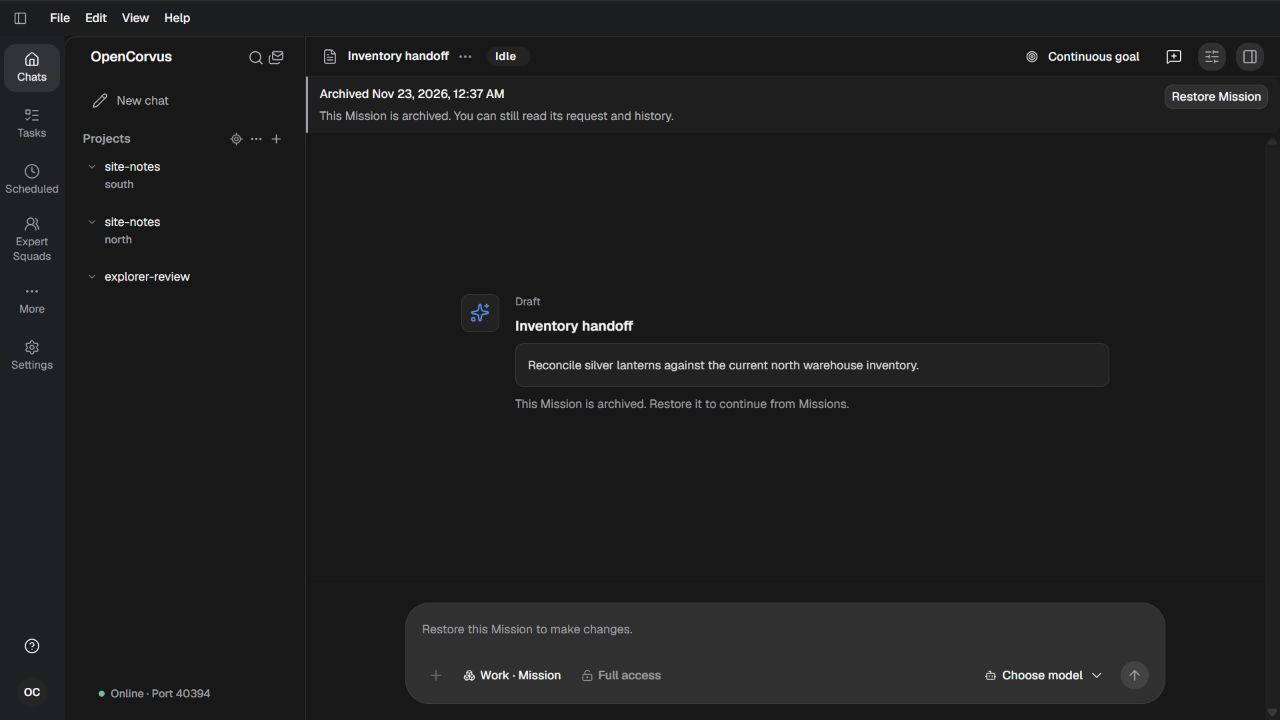 File Edit View Help
Chats
Tasks
Scheduled
Expert
Squads
More
Settings
OC
OpenCorvus
New chat
Projects
site-notes
south
site-notes
north
explorer-review
Online · Port 40394
Inventory handoff
Idle
Continuous goal
Archived Nov 23, 2026, 12:37 AM
This Mission is archived. You can still read its request and history.
Restore Mission
Draft
Inventory handoff
Reconcile silver lanterns against the current north warehouse inventory.
This Mission is archived. Restore it to continue from Missions.
Restore this Mission to make changes.
Work · Mission
Full access
Choose model